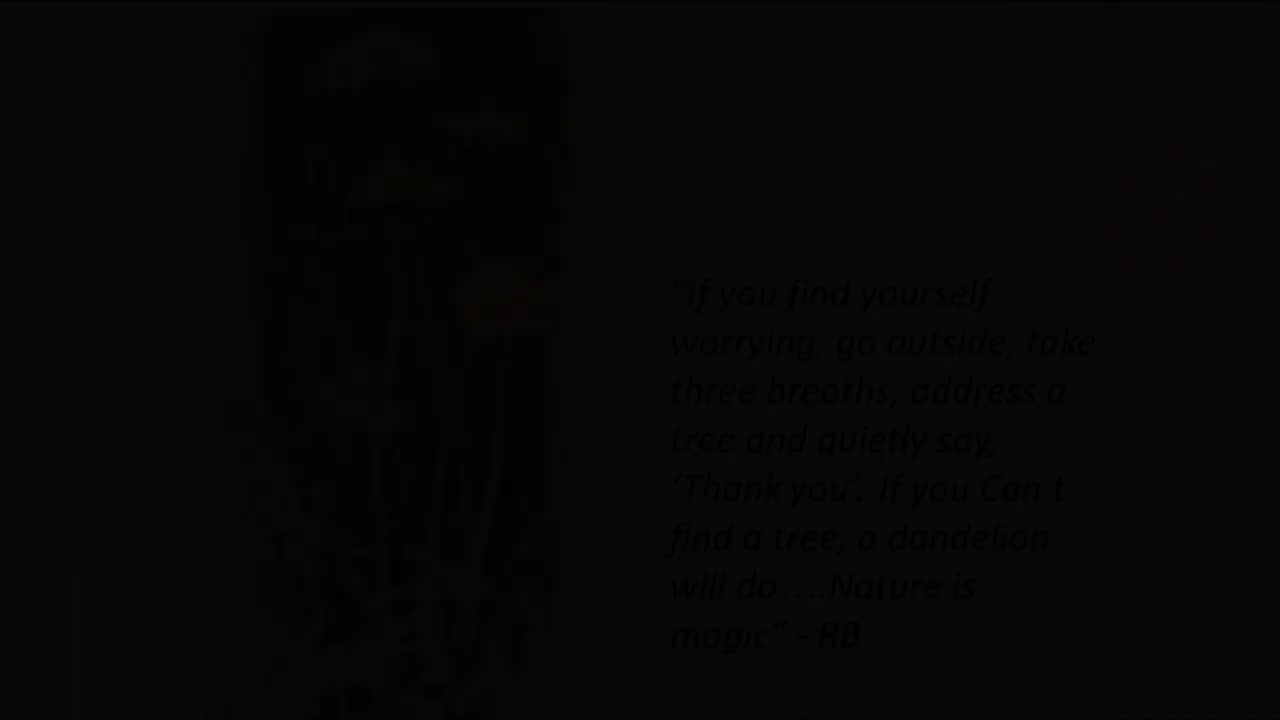 “If you find yourself
worrying, go outside, take
three breaths, address a
tree and quietly say,
‘Thank you’. If you Can’t
find a tree, a dandelion
will do....Nature is
magic” - RB